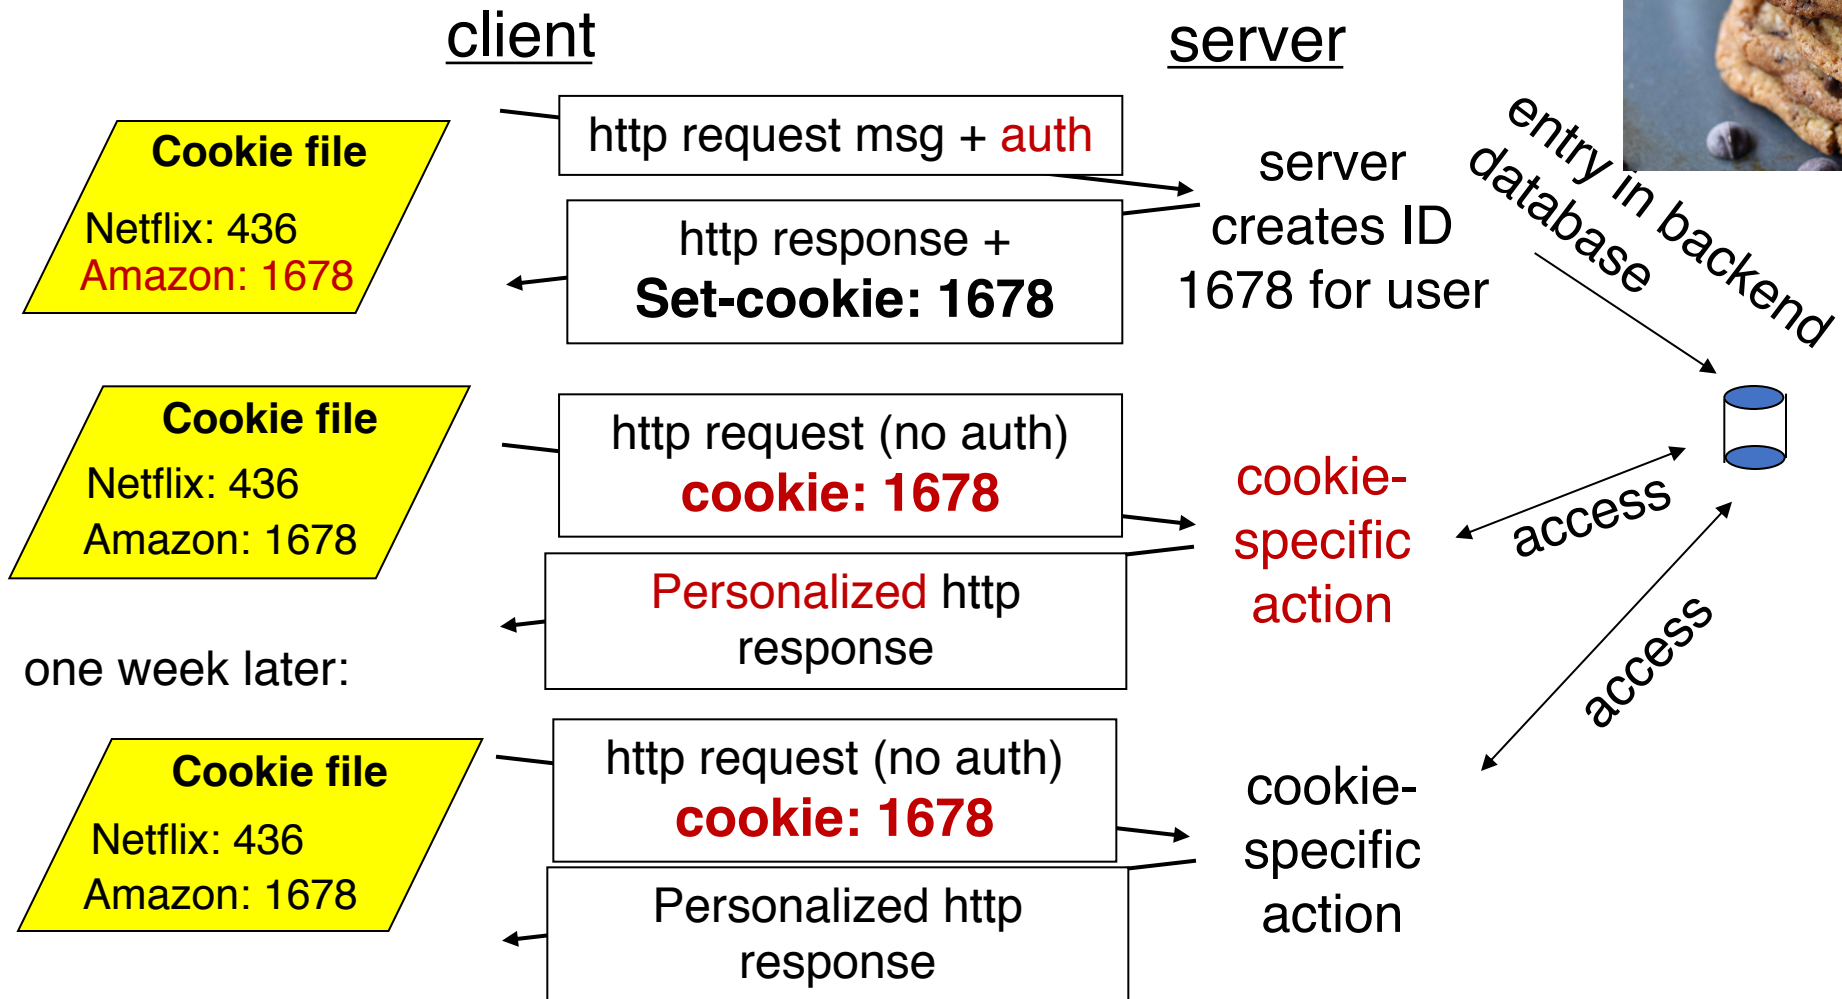 client
server
Cookie file
Netflix: 436
Amazon: 1678
http request msg + auth
http response +
Set-cookie: 1678
server
creates ID
1678 for user
entry in backend
database
Cookie file
Netflix: 436
Amazon: 1678
http request (no auth)
cookie: 1678
Personalized http
response
cookie-
specific
action
access
one week later:
Cookie file
Netflix: 436
Amazon: 1678
http request (no auth)
cookie: 1678
Personalized http
response
cookie-
specific
action
access